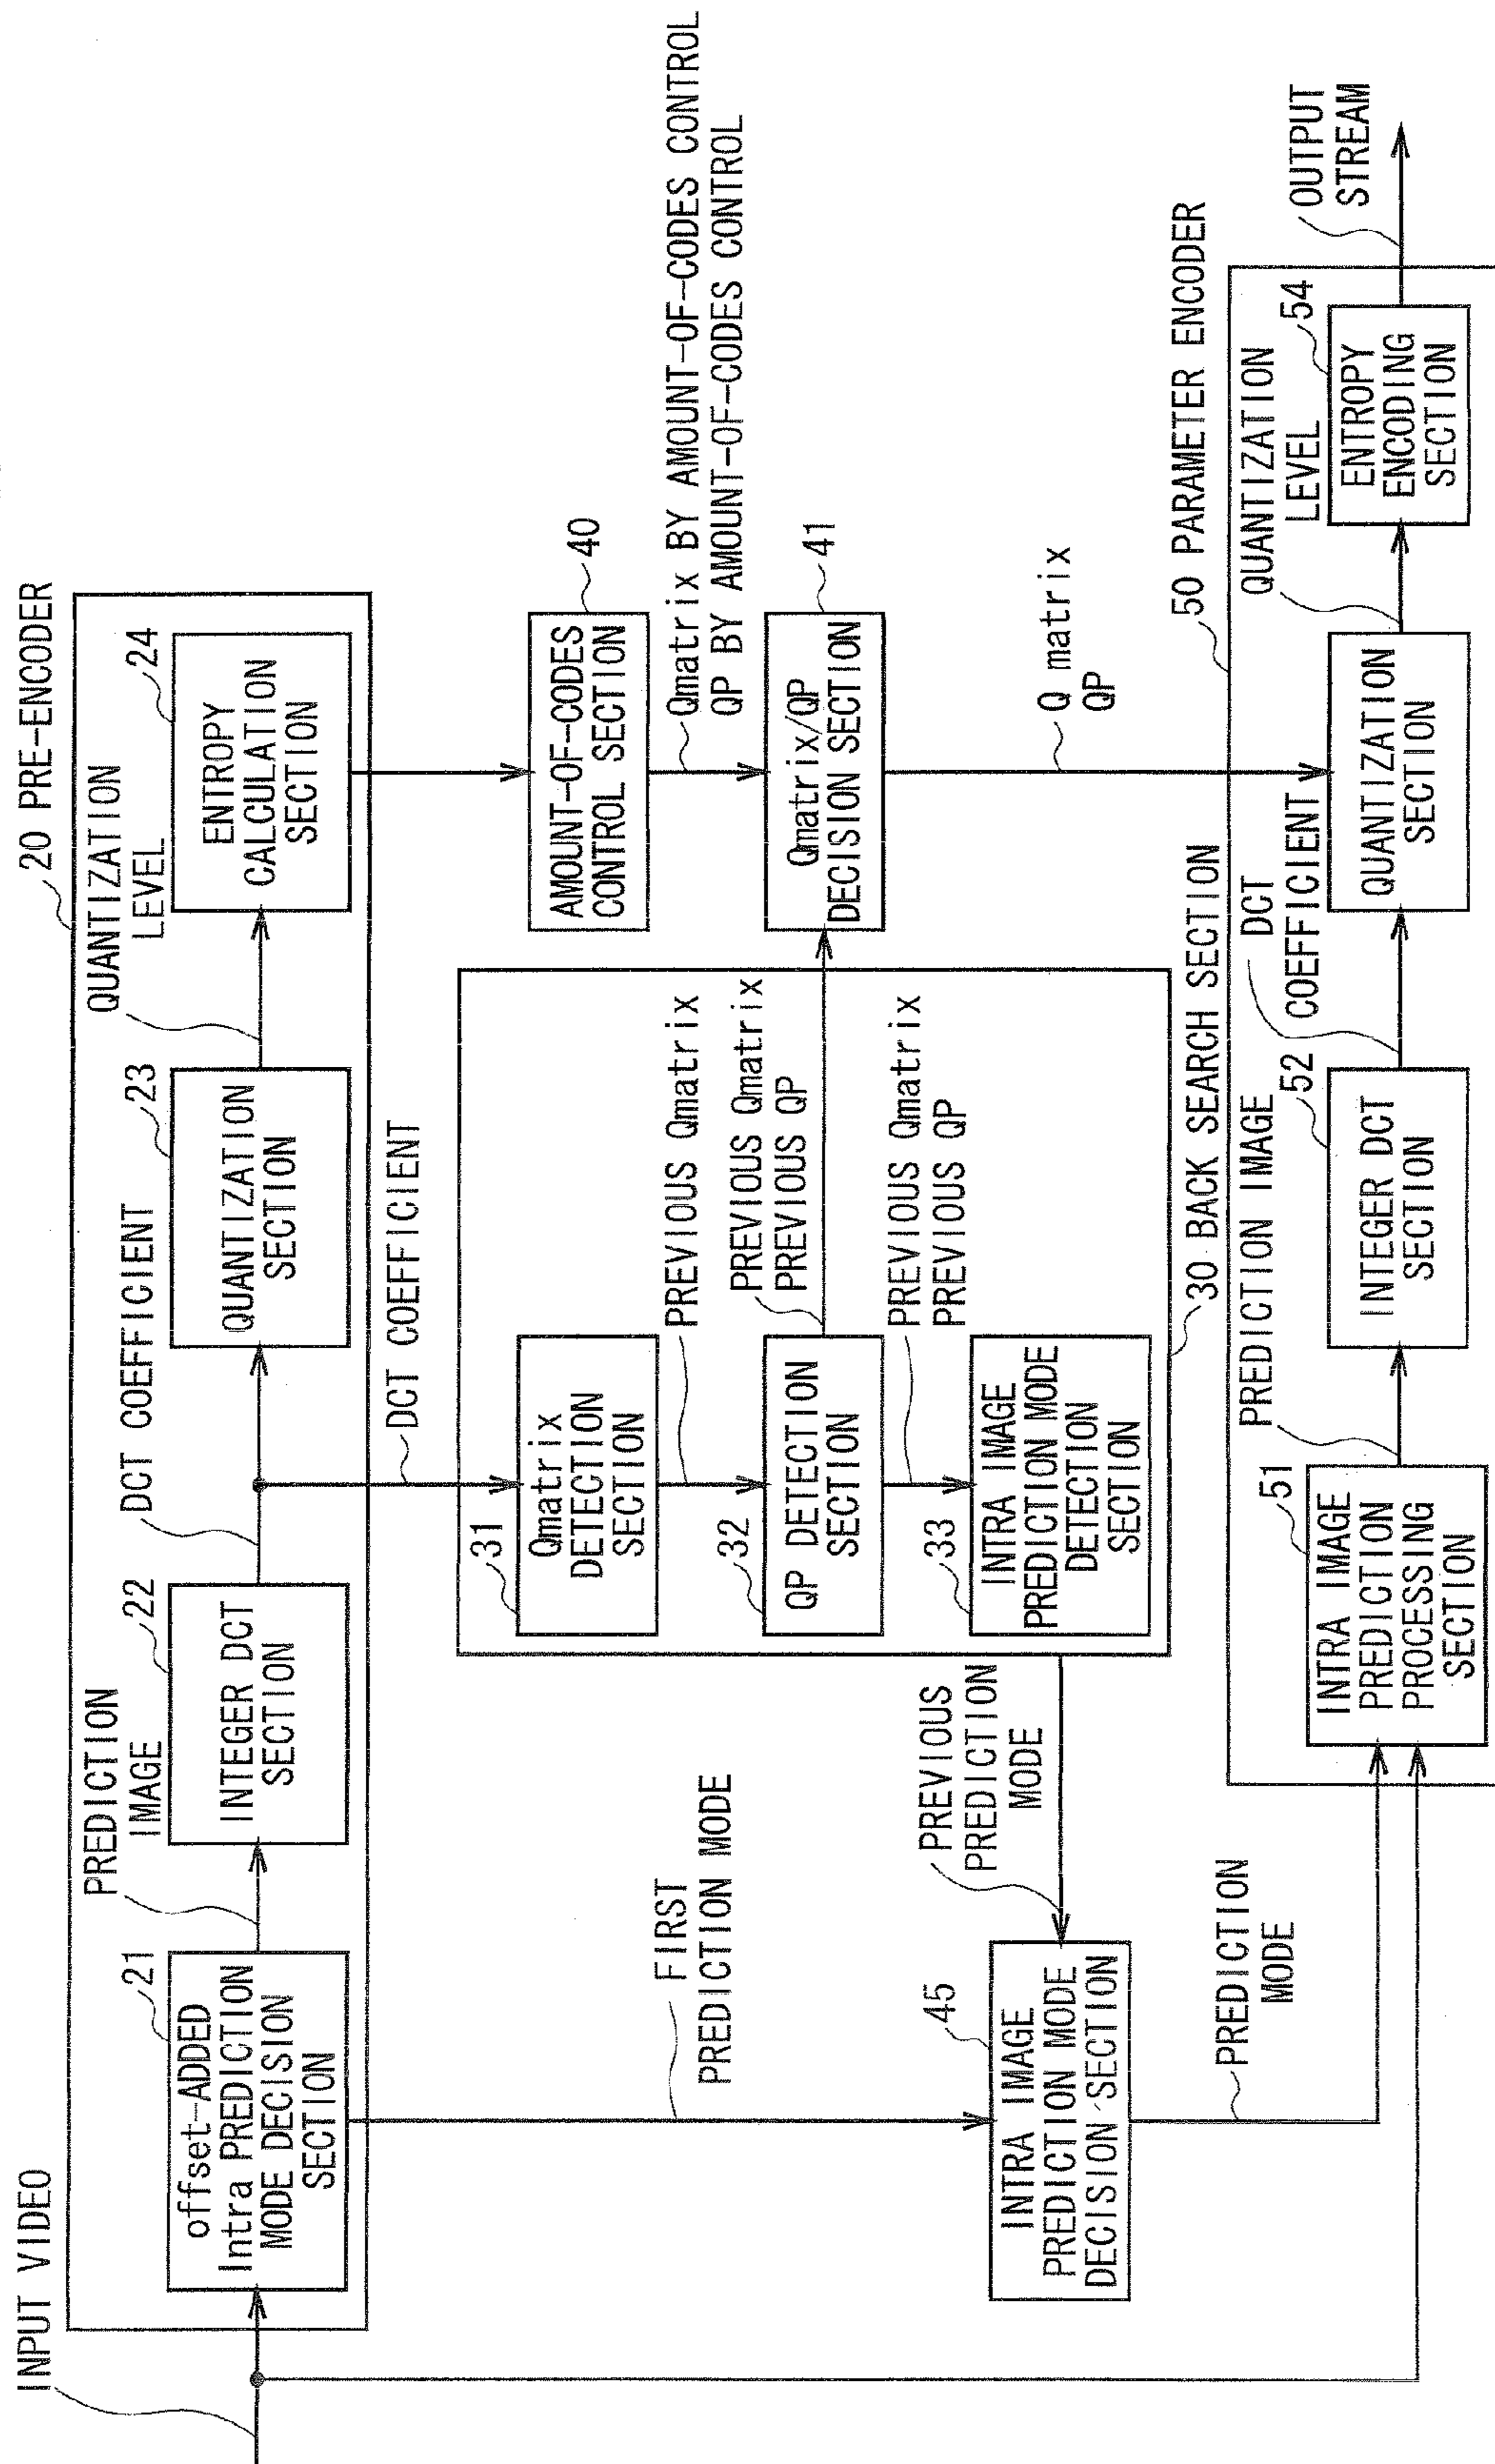 INPUT VIDEO
20 PRE-ENCODER
offset-ADDED
Intra PREDICTION
MODE DECISION
SECTION
21
PREDICTION
IMAGE
INTEGER DCT
SECTION
22
DCT COEFFICIENT
QUANTIZATION
SECTION
23
QUANTIZATION
LEVEL
ENTROPY
CALCULATION
SECTION
24
DCT COEFFICIENT
FIRST
PREDICTION MODE
31
Qmatrix
DETECTION
SECTION
PREVIOUS Qmatrix
32
QP DETECTION
SECTION
PREVIOUS Qmatrix
PREVIOUS QP
PREVIOUS Qmatrix
PREVIOUS QP
33
INTRA IMAGE
PREDICTION MODE
DETECTION
SECTION
30 BACK SEARCH SECTION
AMOUNT-OF-CODES
CONTROL SECTION
40
Qmatrix BY AMOUNT-OF-CODES CONTROL
QP BY AMOUNT-OF-CODES CONTROL
Qmatrix/QP
DECISION SECTION
41
Q matrix
QP
PREVIOUS
PREDICTION
MODE
45
INTRA IMAGE
PREDICTION MODE
DECISION SECTION
PREDICTION
MODE
50 PARAMETER ENCODER
INTRA IMAGE
PREDICTION
PROCESSING
SECTION
51
PREDICTION IMAGE
INTEGER DCT
SECTION
52
DCT
COEFFICIENT
QUANTIZATION
SECTION
QUANTIZATION
LEVEL
ENTROPY
ENCODING
SECTION
54
OUTPUT
STREAM